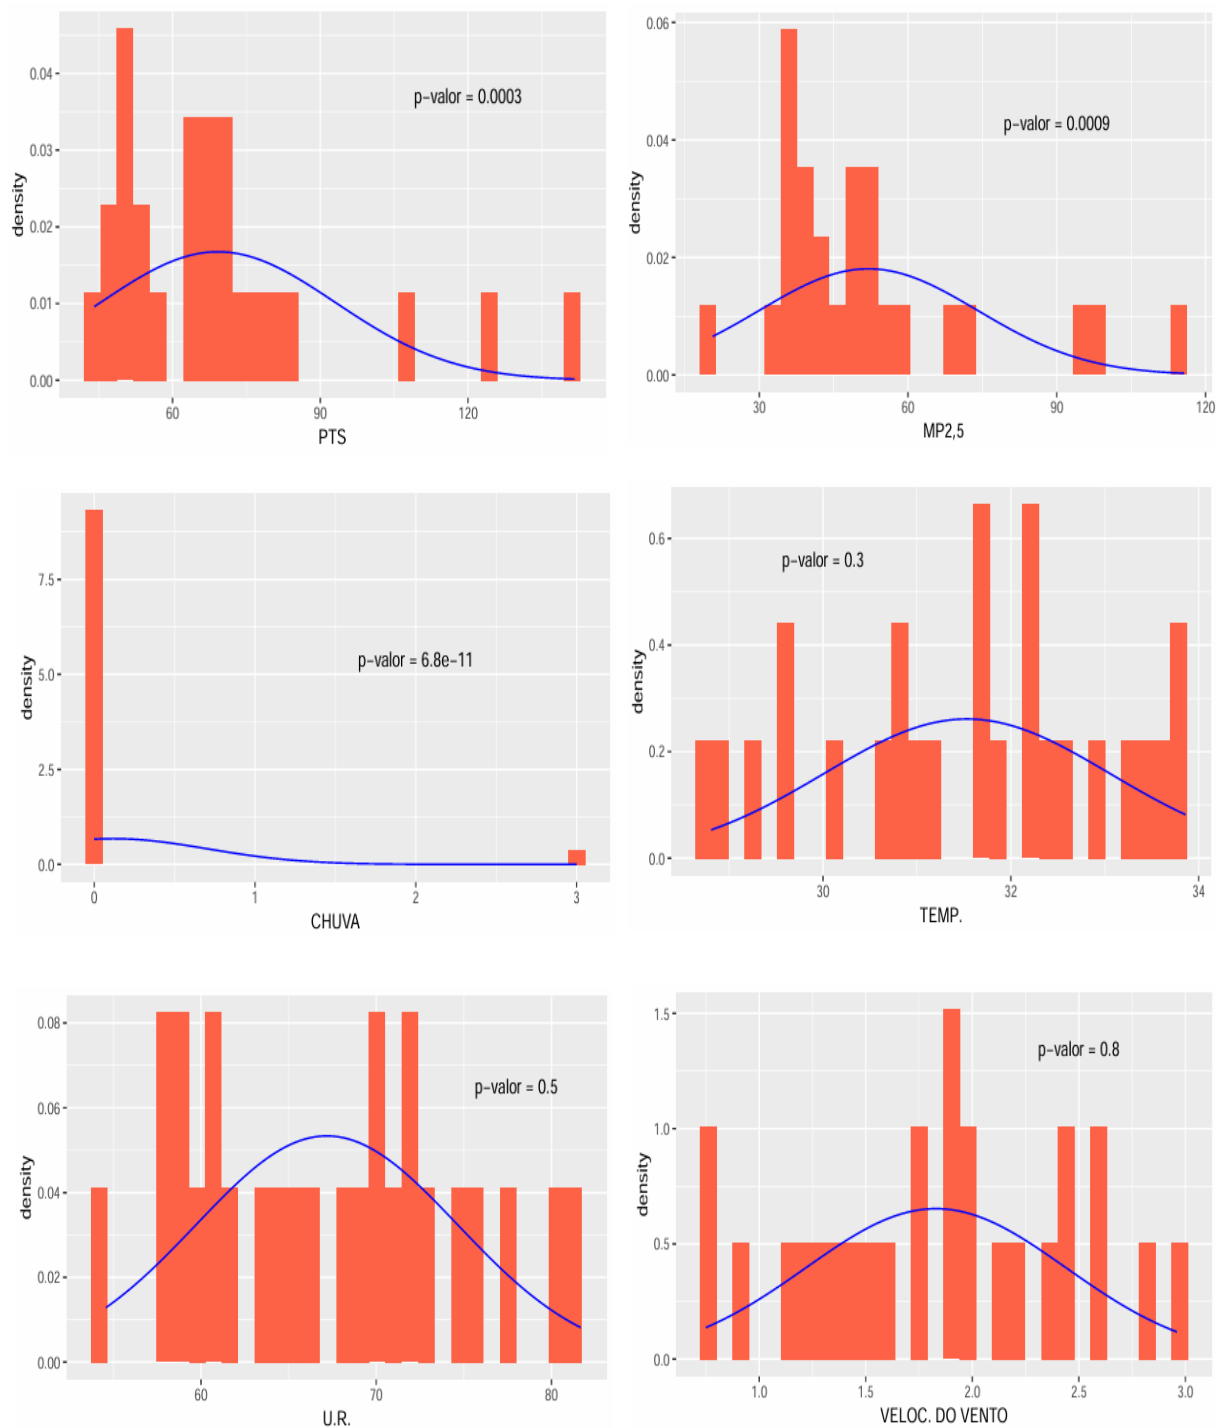 0.04
0.03
0.02
0.01
0.00
density
p-valor = 0.0003
60
90
120
PTS
0.06
0.04
0.02
0.00
density
p-valor = 0.0009
30
60
90
120
MP2,5
7.5
5.0
2.5
0.0
density
p-valor = 6.8e-11
0
1
2
3
CHUVA
0.6
0.4
0.2
0.0
density
p-valor = 0.3
30
32
34
TEMP.
0.08
0.06
0.04
0.02
0.00
density
p-valor = 0.5
60
70
80
U.R.
1.5
1.0
0.5
0.0
density
p-valor = 0.8
1.0
1.5
2.0
2.5
3.0
VELOC. DO VENTO